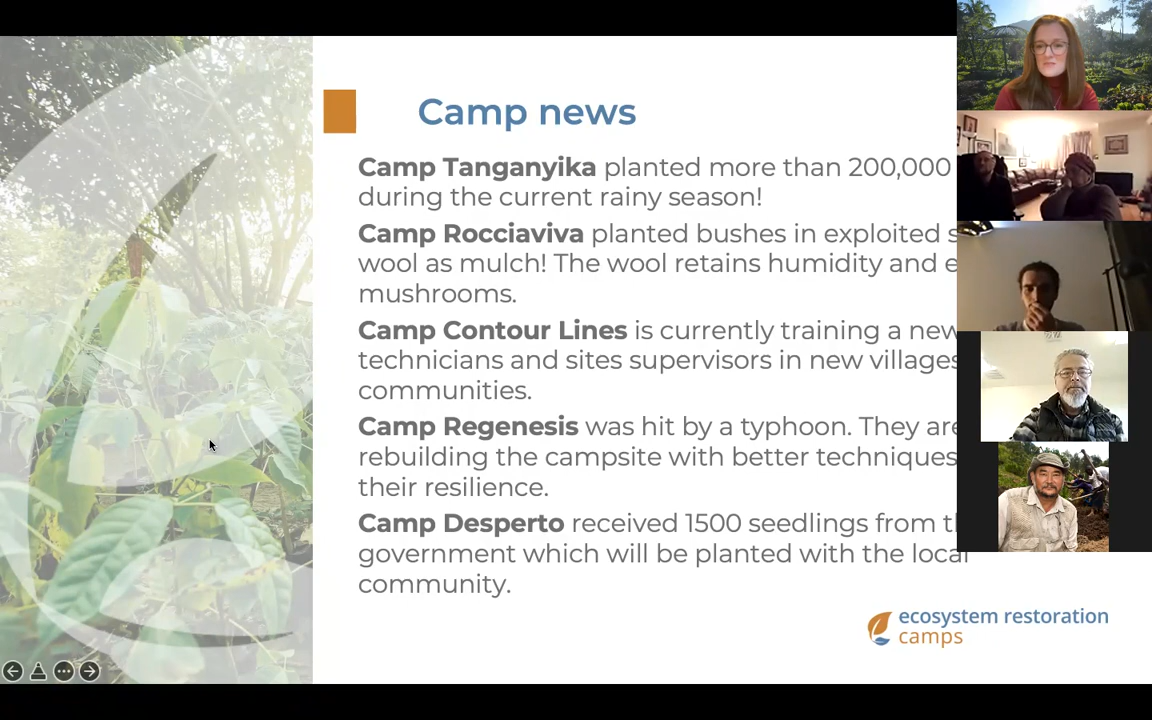 Camp news
Camp Tanganyika planted more than 200,000
during the current rainy season!
Camp Rocciaviva planted bushes in exploited
wool as mulch! The wool retains humidity and
mushrooms.
Camp Contour Lines is currently training a new
technicians and sites supervisors in new villages
communities.
Camp Regenesis was hit by a typhoon. They are
rebuilding the campsite with better techniques
their resilience.
Camp Desperto received 1500 seedlings from
government which will be planted with the local
community.
ecosystem restoration
camps